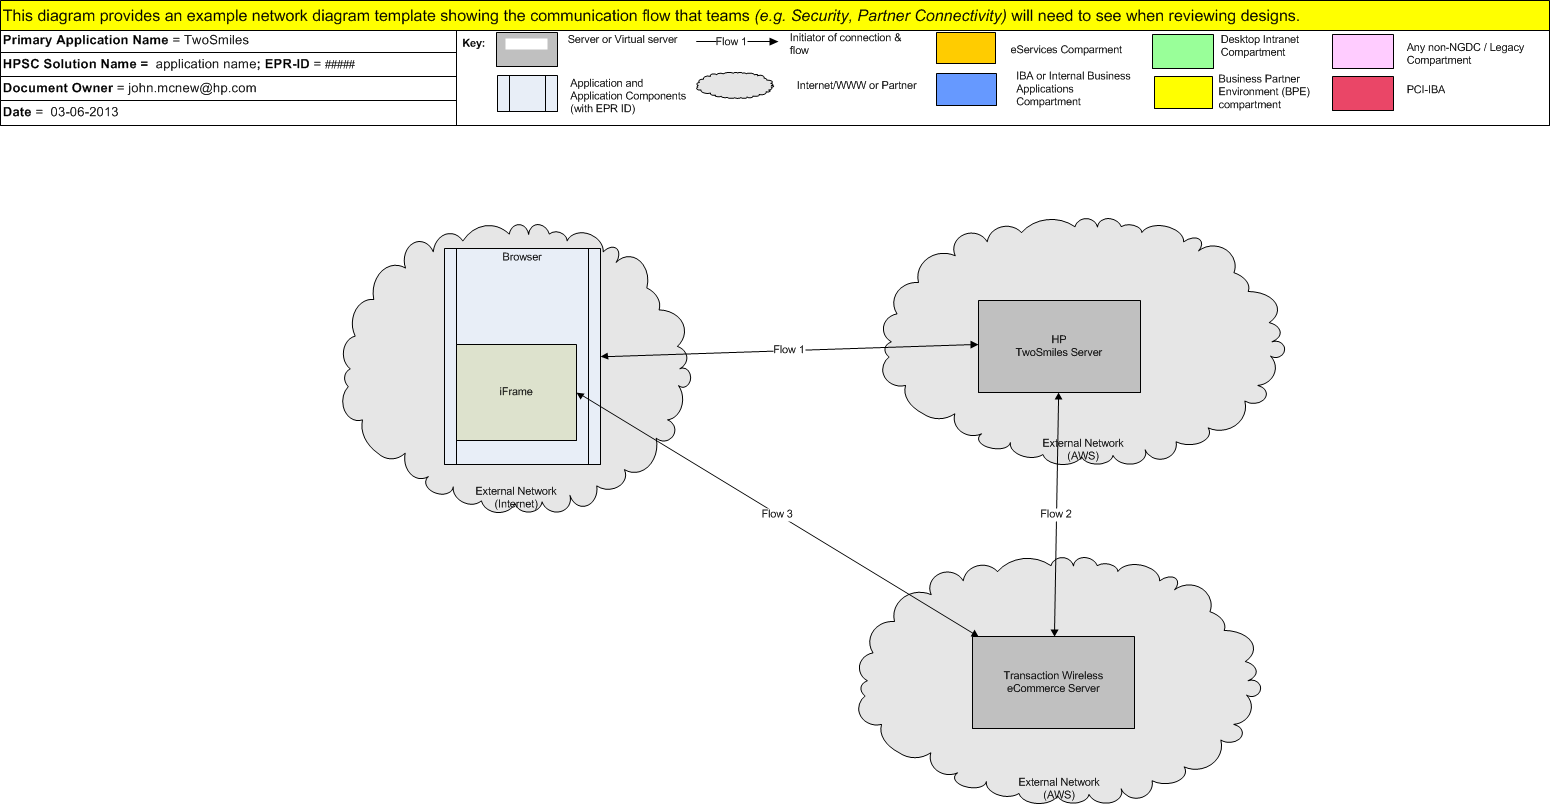 This diagram provides an example network diagram template showing the communication flow that teams (e.g. Security, Partner Connectivity) will need to see when reviewing designs.
Primary Application Name = TwoSmiles
HPSC Solution Name = application name; EPR-ID = #####
Document Owner = john.mcnew@hp.com
Date = 03-06-2013
Key:
Server or Virtual server
Application and
Application Components
(with EPR ID)
Flow 1
Initiator of connection &
flow
Internet/WWW or Partner
eServices Comparment
IBA or Internal Business
Applications
Compartment
Desktop Intranet
Compartment
Business Partner
Environment (BPE)
compartment
Any non-NGDC / Legacy
Compartment
PCI-IBA
Browser
iFrame
External Network
(Internet)
Flow 1
HP
TwoSmiles Server
External Network
(AWS)
Flow 3
Flow 2
Transaction Wireless
eCommerce Server
External Network
(AWS)